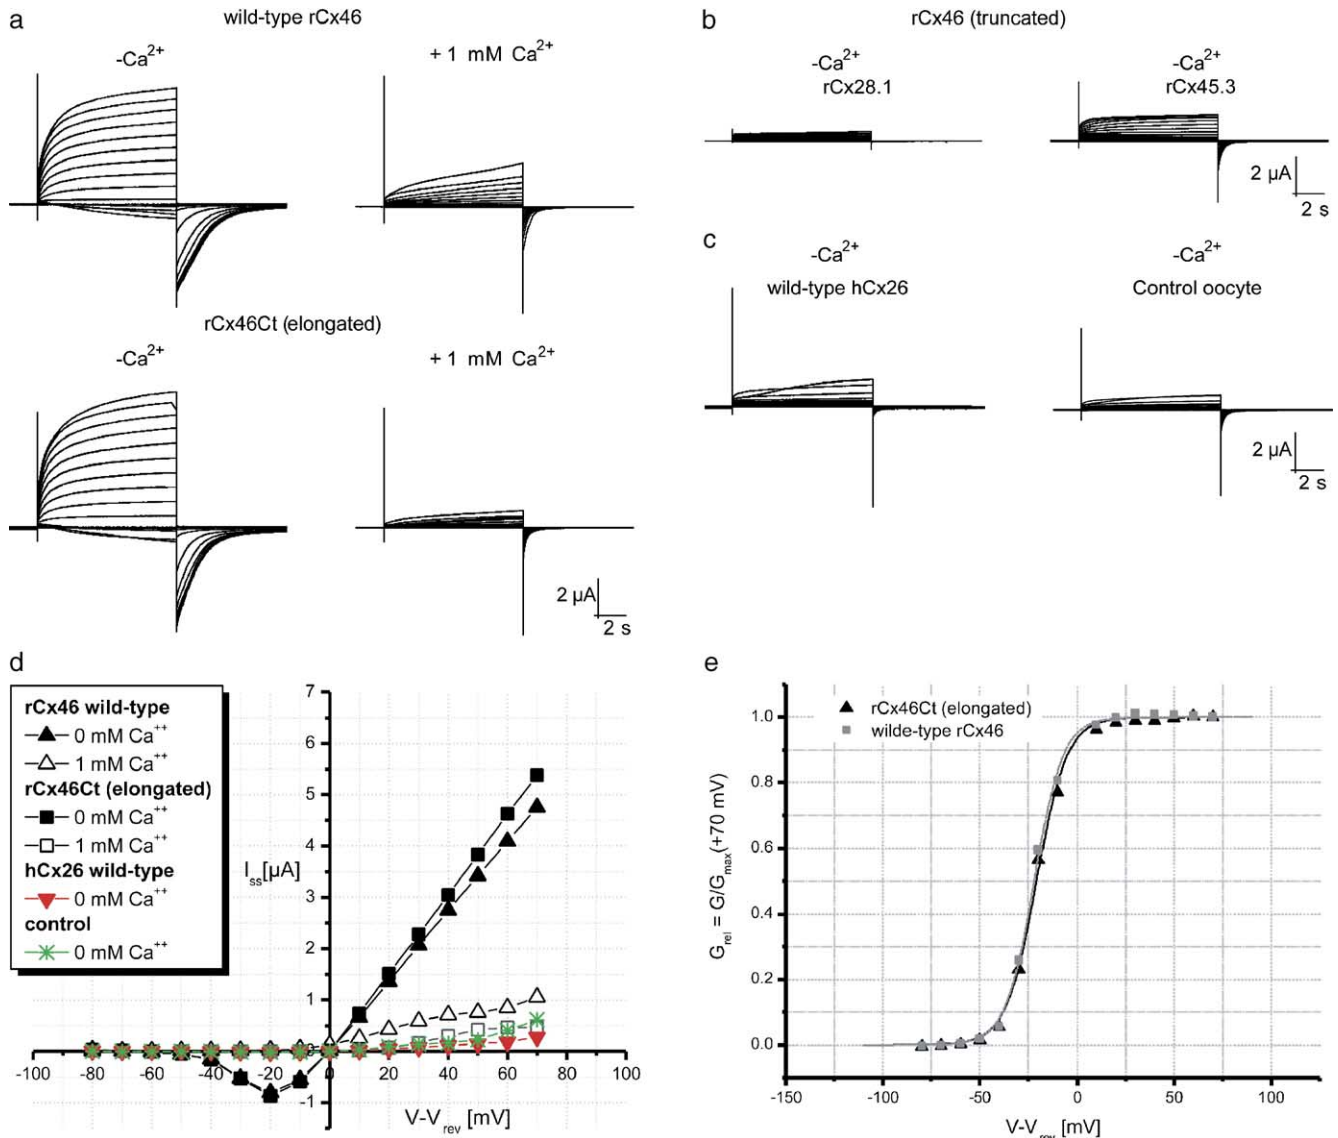 a
wild-type rCx46
-Ca²⁺
+ 1 mM Ca²⁺
rCx46Ct (elongated)
-Ca²⁺
+ 1 mM Ca²⁺
2 µA
2 s
b
rCx46 (truncated)
-Ca²⁺
rCx28.1
-Ca²⁺
rCx45.3
2 µA
2 s
c
-Ca²⁺
wild-type hCx26
-Ca²⁺
Control oocyte
2 µA
2 s
d
rCx46 wild-type
0 mM Ca⁺⁺
1 mM Ca⁺⁺
rCx46Ct (elongated)
0 mM Ca⁺⁺
1 mM Ca⁺⁺
hCx26 wild-type
0 mM Ca⁺⁺
control
0 mM Ca⁺⁺
I_ss[µA]
7
6
5
4
3
2
1
0
-1
-100 -80 -60 -40 -20 0 20 40 60 80 100
V-V_rev [mV]
e
rCx46Ct (elongated)
wilde-type rCx46
G_rel = G/G_max(+70 mV)
1.0
0.8
0.6
0.4
0.2
0.0
-150 -100 -50 0 50 100
V-V_rev [mV]